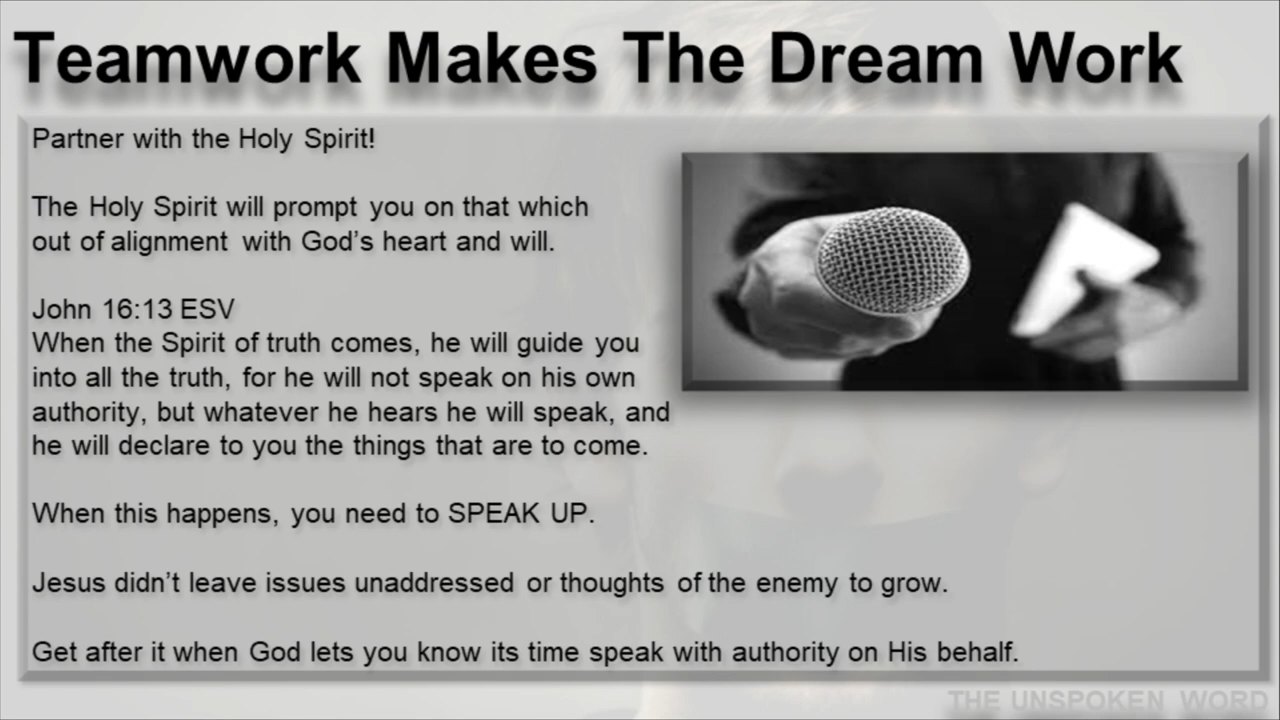 Teamwork Makes The Dream Work
Partner with the Holy Spirit!
The Holy Spirit will prompt you on that which
out of alignment with God’s heart and will.
John 16:13 ESV
When the Spirit of truth comes, he will guide you
into all the truth, for he will not speak on his own
authority, but whatever he hears he will speak, and
he will declare to you the things that are to come.
When this happens, you need to SPEAK UP.
Jesus didn’t leave issues unaddressed or thoughts of the enemy to grow.
Get after it when God lets you know its time speak with authority on His behalf.
THE UNSPOKEN WORD